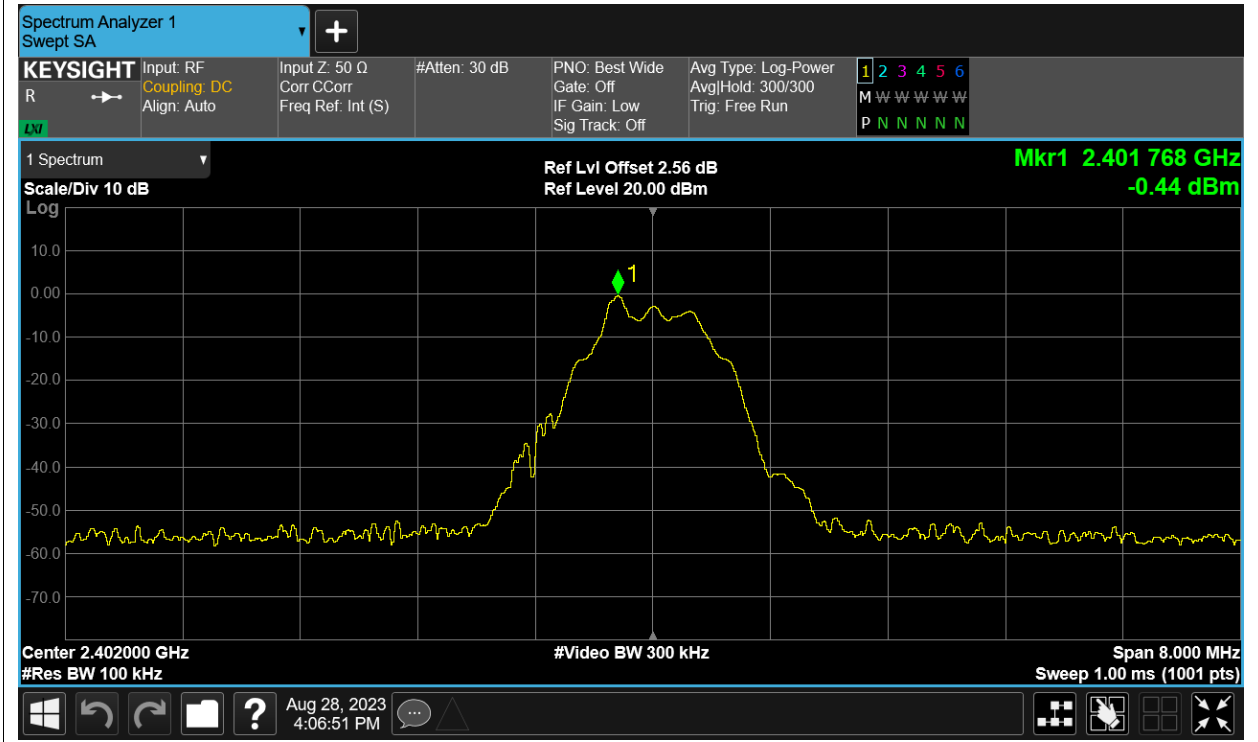 Spectrum Analyzer 1
Swept SA
KEYSIGHT
R
LXI
Input: RF
Coupling: DC
Align: Auto
Input Z: 50 Ω
Corr CCorr
Freq Ref: Int (S)
#Atten: 30 dB
PNO: Best Wide
Gate: Off
IF Gain: Low
Sig Track: Off
Avg Type: Log-Power
Avg|Hold: 300/300
Trig: Free Run
1 2 3 4 5 6
M W W W W W
P N N N N N
1 Spectrum
Scale/Div 10 dB
Log
Ref Lvl Offset 2.56 dB
Ref Level 20.00 dBm
Mkr1 2.401 768 GHz
-0.44 dBm
1
10.0
0.00
-10.0
-20.0
-30.0
-40.0
-50.0
-60.0
-70.0
Center 2.402000 GHz
#Video BW 300 kHz
Span 8.000 MHz
#Res BW 100 kHz
Sweep 1.00 ms (1001 pts)
?
Aug 28, 2023
4:06:51 PM